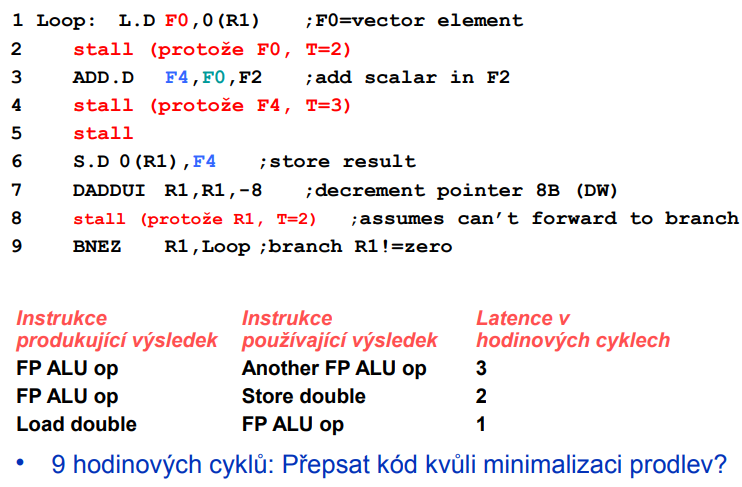 1 Loop: L.D F0,0(R1) ;F0=vector element
2 stall (protože F0, T=2)
3 ADD.D F4,F0,F2 ;add scalar in F2
4 stall (protože F4, T=3)
5 stall
6 S.D 0(R1),F4 ;store result
7 DADDUI R1,R1,-8 ;decrement pointer 8B (DW)
8 stall (protože R1, T=2) ;assumes can't forward to branch
9 BNEZ R1,Loop ;branch R1!=zero
Instrukce Instrukce Latence v
produkující výsledek používající výsledek hodinových cyklech
FP ALU op Another FP ALU op 3
FP ALU op Store double 2
Load double FP ALU op 1
• 9 hodinových cyklů: Přepsat kód kvůli minimalizaci prodlev?